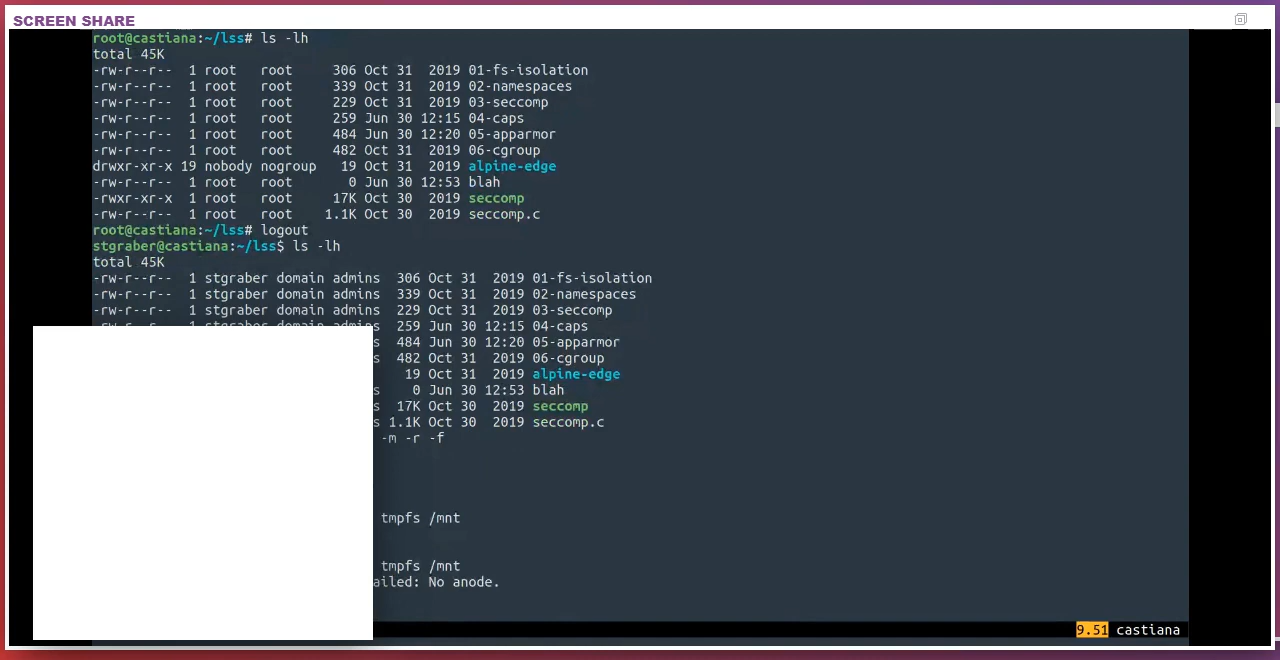 SCREEN SHARE
root@castiana:~/lss# ls -lh
total 45K
-rw-r--r-- 1 root root 306 Oct 31 2019 01-fs-isolation
-rw-r--r-- 1 root root 339 Oct 31 2019 02-namespaces
-rw-r--r-- 1 root root 229 Oct 31 2019 03-seccomp
-rw-r--r-- 1 root root 259 Jun 30 12:15 04-caps
-rw-r--r-- 1 root root 484 Jun 30 12:20 05-apparmor
-rw-r--r-- 1 root root 482 Oct 31 2019 06-cgroup
drwxr-xr-x 19 nobody nogroup 19 Oct 31 2019 alpine-edge
-rw-r--r-- 1 root root 0 Jun 30 12:53 blah
-rwxr-xr-x 1 root root 17K Oct 30 2019 seccomp
-rw-r--r-- 1 root root 1.1K Oct 30 2019 seccomp.c
root@castiana:~/lss# logout
stgraber@castiana:~/lss$ ls -lh
total 45K
-rw-r--r-- 1 stgraber domain admins 306 Oct 31 2019 01-fs-isolation
-rw-r--r-- 1 stgraber domain admins 339 Oct 31 2019 02-namespaces
-rw-r--r-- 1 stgraber domain admins 229 Oct 31 2019 03-seccomp
-rw-r--r-- 1 stgraber domain admins 259 Jun 30 12:15 04-caps
s 484 Jun 30 12:20 05-apparmor
s 482 Oct 31 2019 06-cgroup
19 Oct 31 2019 alpine-edge
s 0 Jun 30 12:53 blah
s 17K Oct 30 2019 seccomp
s 1.1K Oct 30 2019 seccomp.c
-m -r -f
tmpfs /mnt
tmpfs /mnt
ailed: No anode.
9.51 castiana